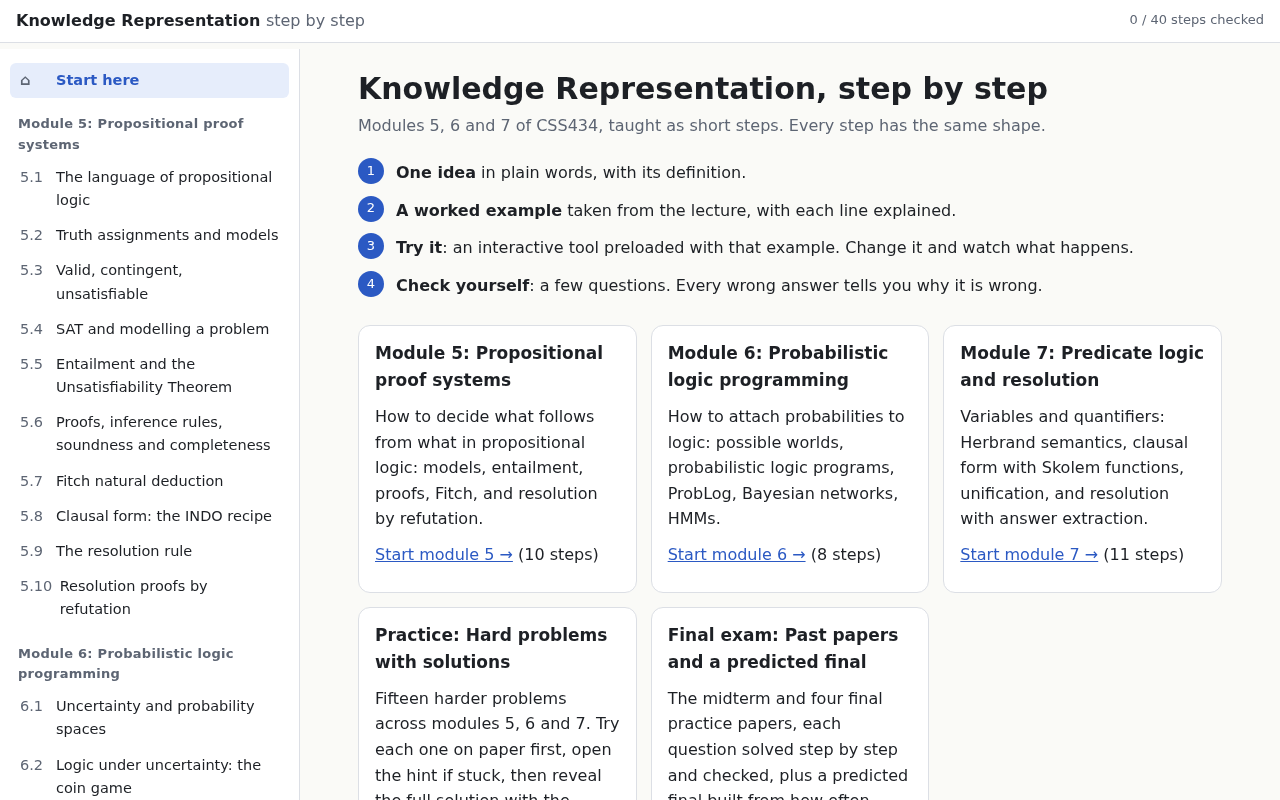 Knowledge Representation step by step
0 / 40 steps checked
⌂ Start here
Module 5: Propositional proof
systems
5.1 The language of propositional
logic
5.2 Truth assignments and models
5.3 Valid, contingent,
unsatisfiable
5.4 SAT and modelling a problem
5.5 Entailment and the
Unsatisfiability Theorem
5.6 Proofs, inference rules,
soundness and completeness
5.7 Fitch natural deduction
5.8 Clausal form: the INDO recipe
5.9 The resolution rule
5.10 Resolution proofs by
refutation
Module 6: Probabilistic logic
programming
6.1 Uncertainty and probability
spaces
6.2 Logic under uncertainty: the
coin game
Knowledge Representation, step by step
Modules 5, 6 and 7 of CSS434, taught as short steps. Every step has the same shape.
1 One idea in plain words, with its definition.
2 A worked example taken from the lecture, with each line explained.
3 Try it: an interactive tool preloaded with that example. Change it and watch what happens.
4 Check yourself: a few questions. Every wrong answer tells you why it is wrong.
Module 5: Propositional
proof systems
How to decide what follows
from what in propositional
logic: models, entailment,
proofs, Fitch, and resolution
by refutation.
Start module 5 → (10 steps)
Module 6: Probabilistic
logic programming
How to attach probabilities to
logic: possible worlds,
probabilistic logic programs,
ProbLog, Bayesian networks,
HMMs.
Start module 6 → (8 steps)
Module 7: Predicate logic
and resolution
Variables and quantifiers:
Herbrand semantics, clausal
form with Skolem functions,
unification, and resolution
with answer extraction.
Start module 7 → (11 steps)
Practice: Hard problems
with solutions
Fifteen harder problems
across modules 5, 6 and 7. Try
each one on paper first, open
the hint if stuck, then reveal
the full solution with the
Final exam: Past papers
and a predicted final
The midterm and four final
practice papers, each
question solved step by step
and checked, plus a predicted
final built from how often